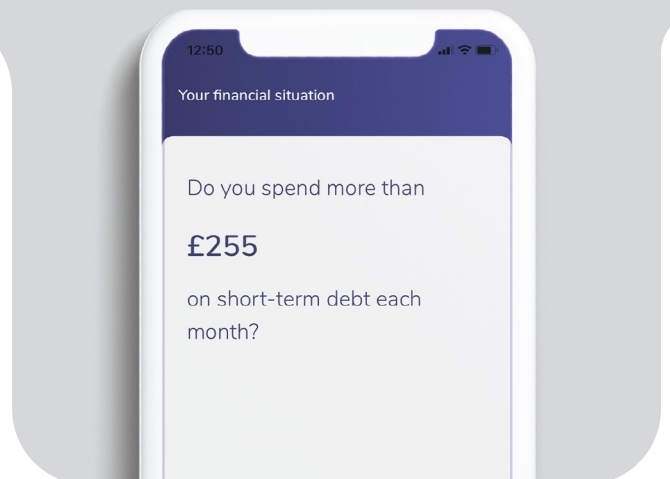 12:50
Your financial situation
Do you spend more than
£255
on short-term debt each
month?